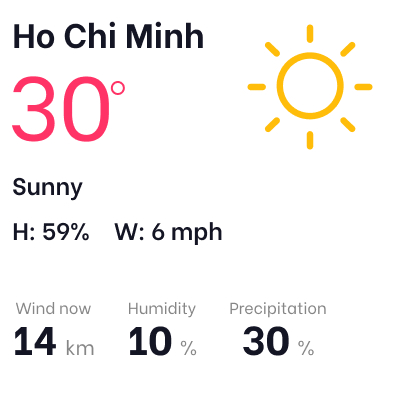 Ho Chi Minh
30°
Sunny
H: 59% W: 6 mph
Wind now Humidity Precipitation
14 km 10 % 30 %